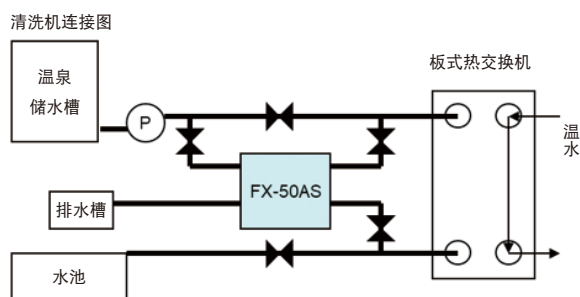 清洗机连接图
温泉
储水槽
P
板式热交换机
温水
FX-50AS
排水槽
水池